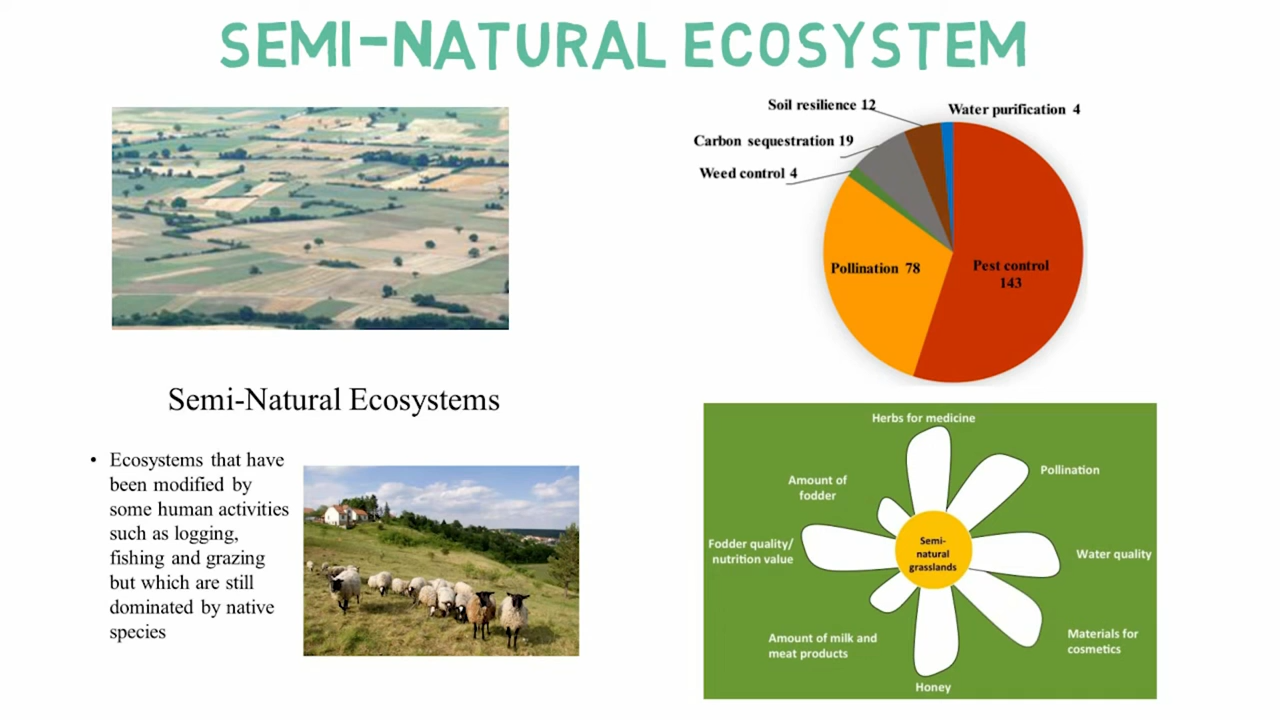 SEMI-NATURAL ECOSYSTEM
Soil resilience 12
Water purification 4
Carbon sequestration 19
Weed control 4
Pollination 78
Pest control
143
Semi-Natural Ecosystems
• Ecosystems that have
been modified by
some human activities
such as logging,
fishing and grazing
but which are still
dominated by native
species
Herbs for medicine
Pollination
Amount of
fodder
Fodder quality/
nutrition value
Semi-
natural
grasslands
Water quality
Amount of milk and
meat products
Materials for
cosmetics
Honey